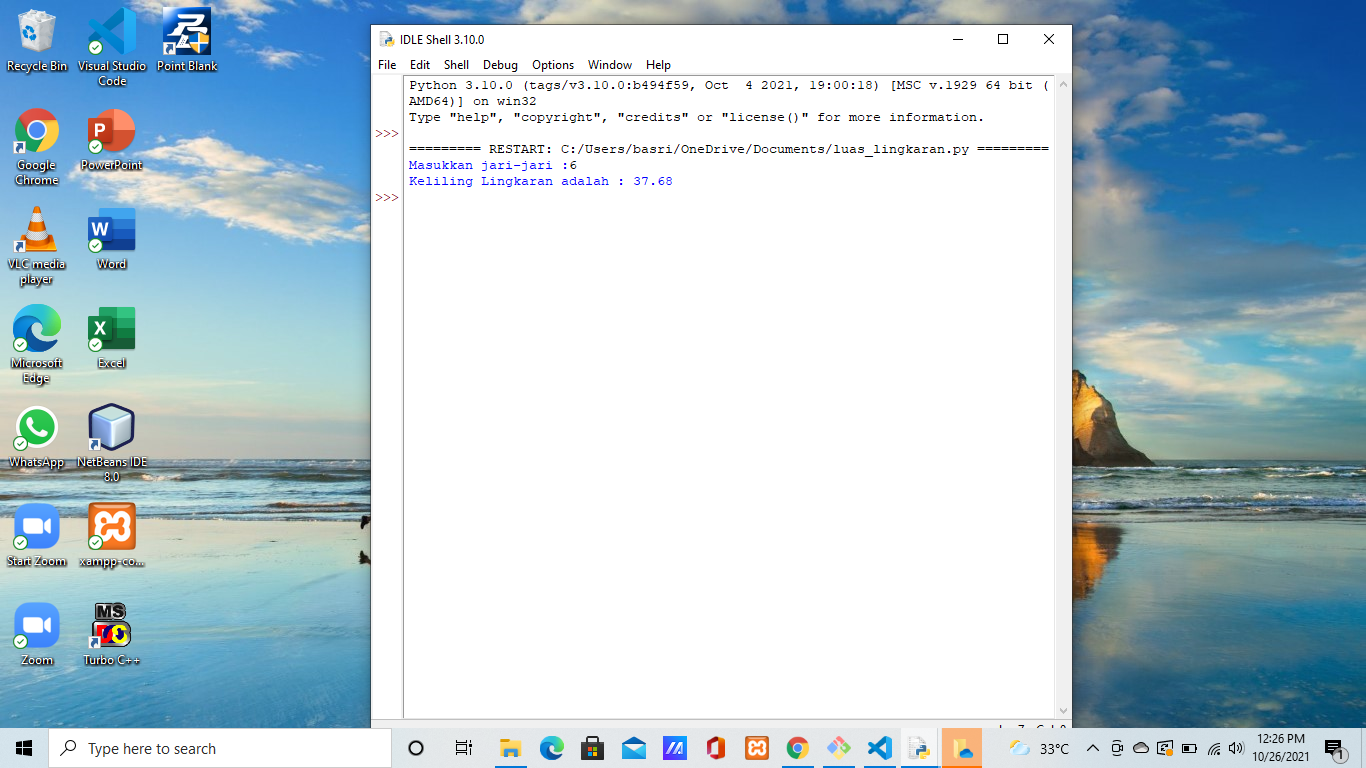 Recycle Bin
Visual Studio
Code
Point Blank
Google
Chrome
PowerPoint
VLC media
player
Word
Microsoft
Edge
Excel
WhatsApp
NetBeans IDE
8.0
Start Zoom
xampp-co...
Zoom
MS
Turbo C++
IDLE Shell 3.10.0
File Edit Shell Debug Options Window Help
Python 3.10.0 (tags/v3.10.0:b494f59, Oct  4 2021, 19:00:18) [MSC v.1929 64 bit (
AMD64)] on win32
Type "help", "copyright", "credits" or "license()" for more information.
>>>
========= RESTART: C:/Users/basri/OneDrive/Documents/luas_lingkaran.py =========
Masukkan jari-jari :6
Keliling Lingkaran adalah : 37.68
>>>
Type here to search
33°C
12:26 PM
10/26/2021
1